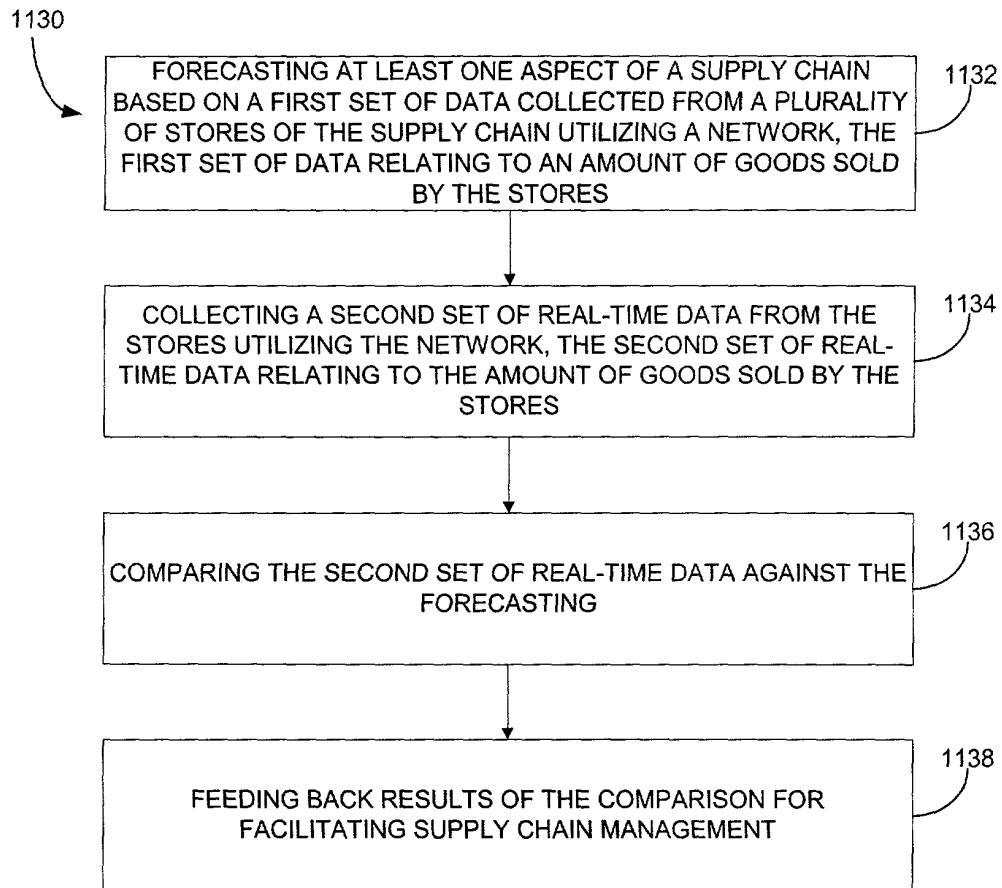 1130
FORECASTING AT LEAST ONE ASPECT OF A SUPPLY CHAIN
BASED ON A FIRST SET OF DATA COLLECTED FROM A PLURALITY
OF STORES OF THE SUPPLY CHAIN UTILIZING A NETWORK, THE
FIRST SET OF DATA RELATING TO AN AMOUNT OF GOODS SOLD
BY THE STORES
1132
COLLECTING A SECOND SET OF REAL-TIME DATA FROM THE
STORES UTILIZING THE NETWORK, THE SECOND SET OF REAL-
TIME DATA RELATING TO THE AMOUNT OF GOODS SOLD BY THE
STORES
1134
COMPARING THE SECOND SET OF REAL-TIME DATA AGAINST THE
FORECASTING
1136
FEEDING BACK RESULTS OF THE COMPARISON FOR
FACILITATING SUPPLY CHAIN MANAGEMENT
1138